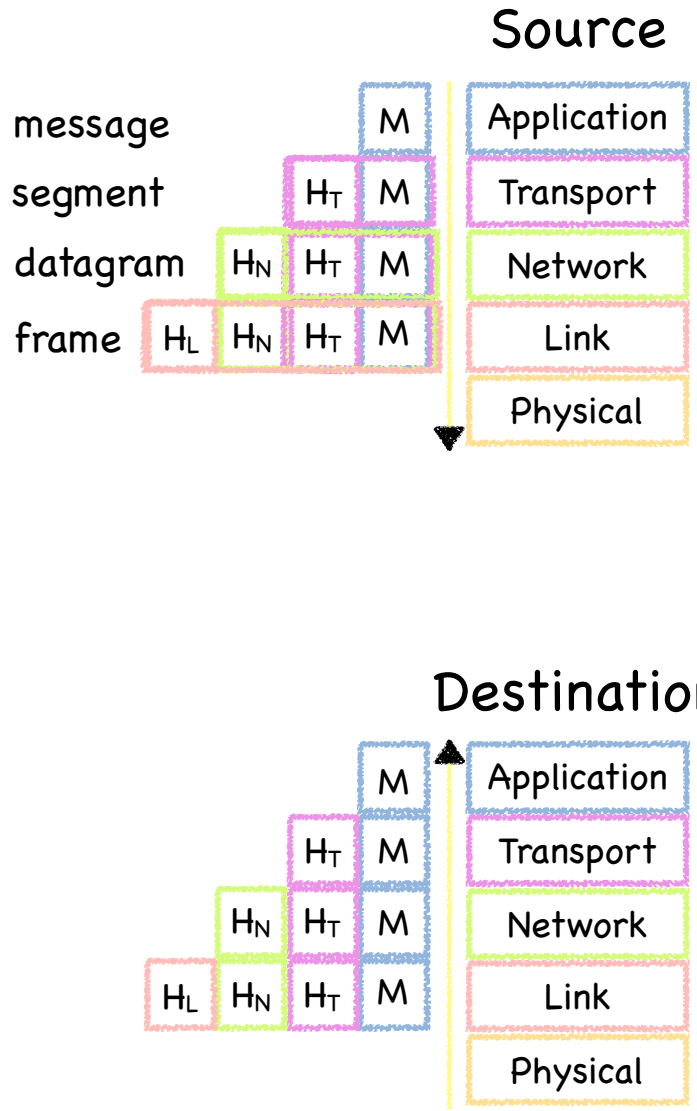 Source
message M Application
segment HT M Transport
datagram HN HT M Network
frame HL HN HT M Link
Physical
Destination
M Application
HT M Transport
HN HT M Network
HL HN HT M Link
Physical